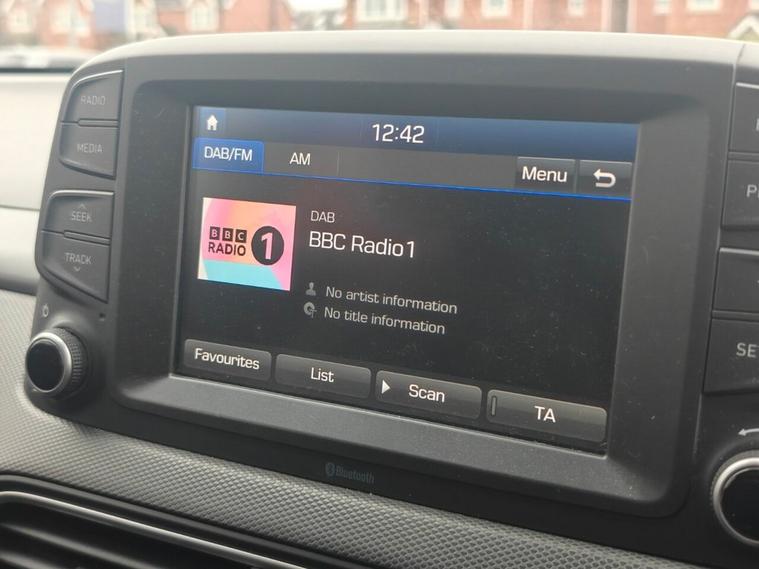 RADIO
MEDIA
SEEK
TRACK
12:42
DAB/FM
AM
Menu
BBC
RADIO 1
DAB
BBC Radio1
No artist information
No title information
Favourites
List
Scan
TA
Bluetooth